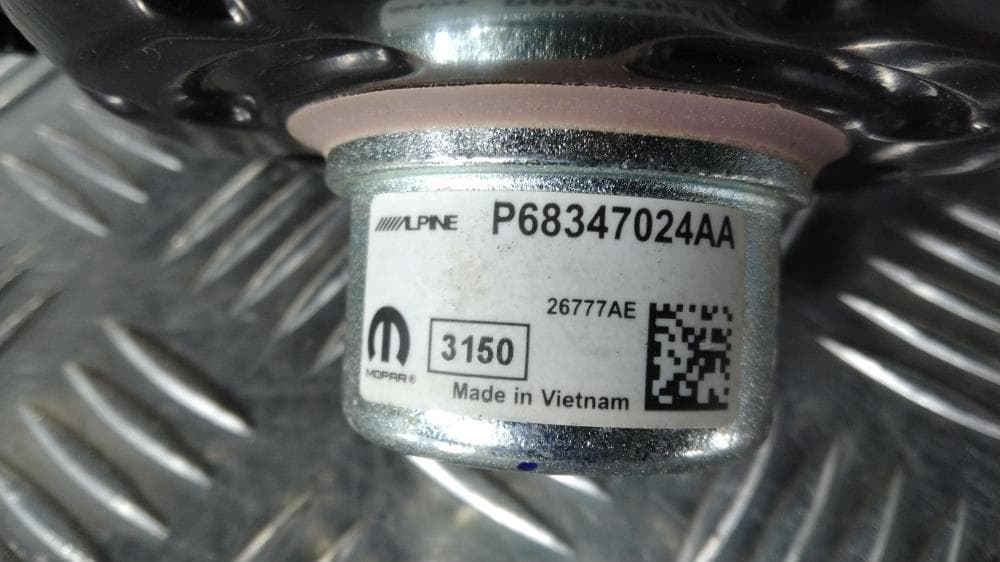 ALPINE P68347024AA
26777AE
3150
MOPAR®
Made in Vietnam